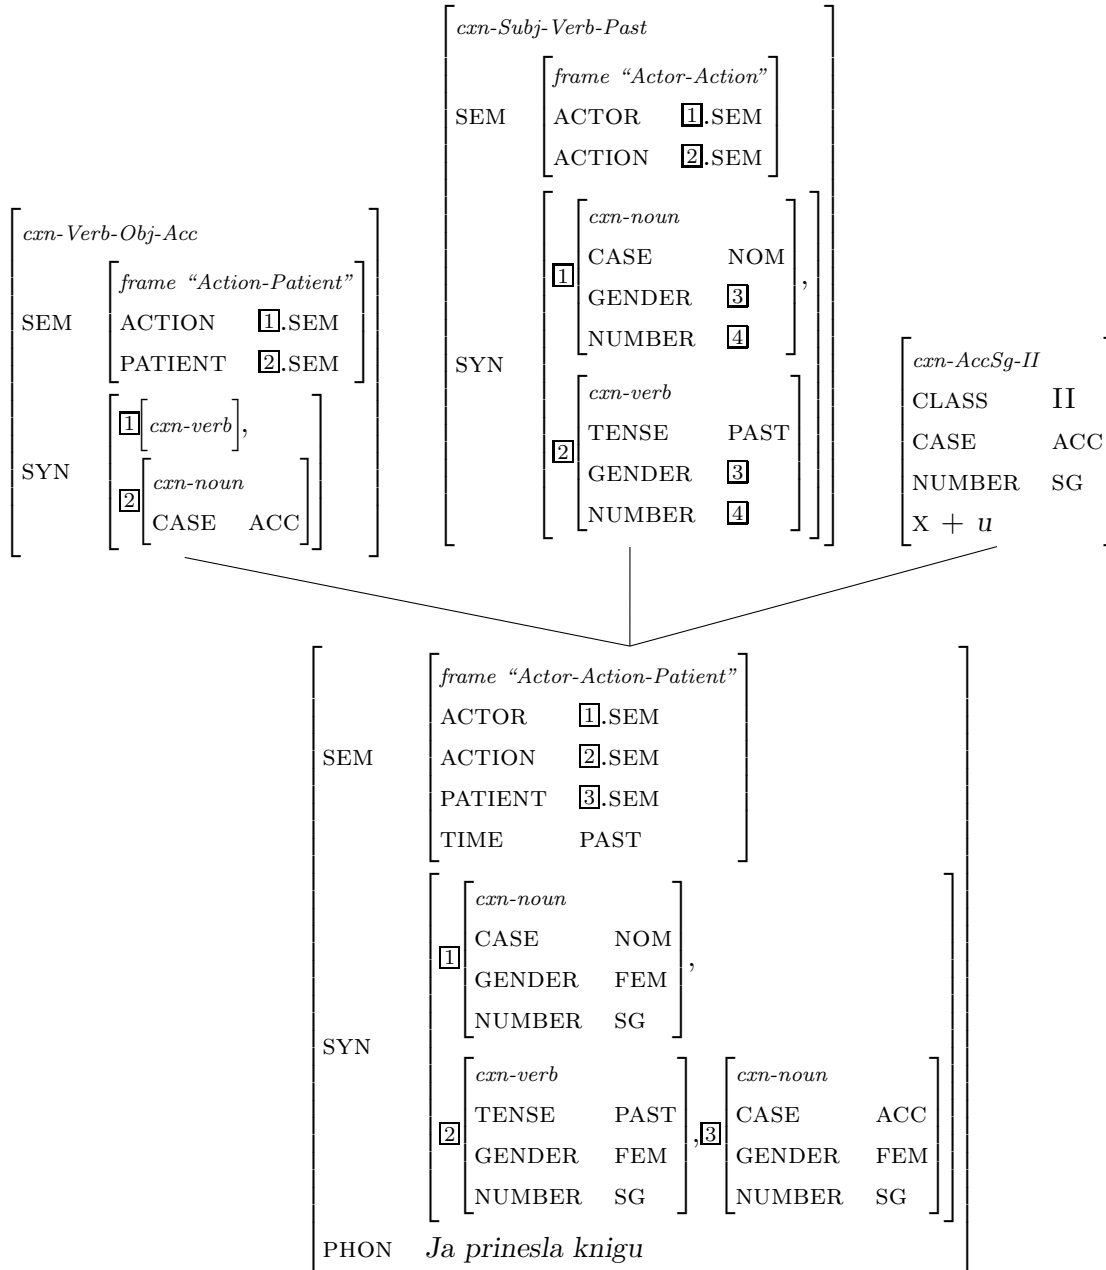 cxn-Verb-Obj-Acc
SEM
frame “Action-Patient”
ACTION 1.SEM
PATIENT 2.SEM
SYN
1 cxn-verb,
2 cxn-noun
CASE ACC
cxn-Subj-Verb-Past
SEM
frame “Actor-Action”
ACTOR 1.SEM
ACTION 2.SEM
SYN
1 cxn-noun
CASE NOM
GENDER 3
NUMBER 4,
2 cxn-verb
TENSE PAST
GENDER 3
NUMBER 4
cxn-AccSg-II
CLASS II
CASE ACC
NUMBER SG
X + u
SEM
frame “Actor-Action-Patient”
ACTOR 1.SEM
ACTION 2.SEM
PATIENT 3.SEM
TIME PAST
SYN
1 cxn-noun
CASE NOM
GENDER FEM
NUMBER SG,
2 cxn-verb
TENSE PAST
GENDER FEM
NUMBER SG,
3 cxn-noun
CASE ACC
GENDER FEM
NUMBER SG
PHON Ja prinesla knigu